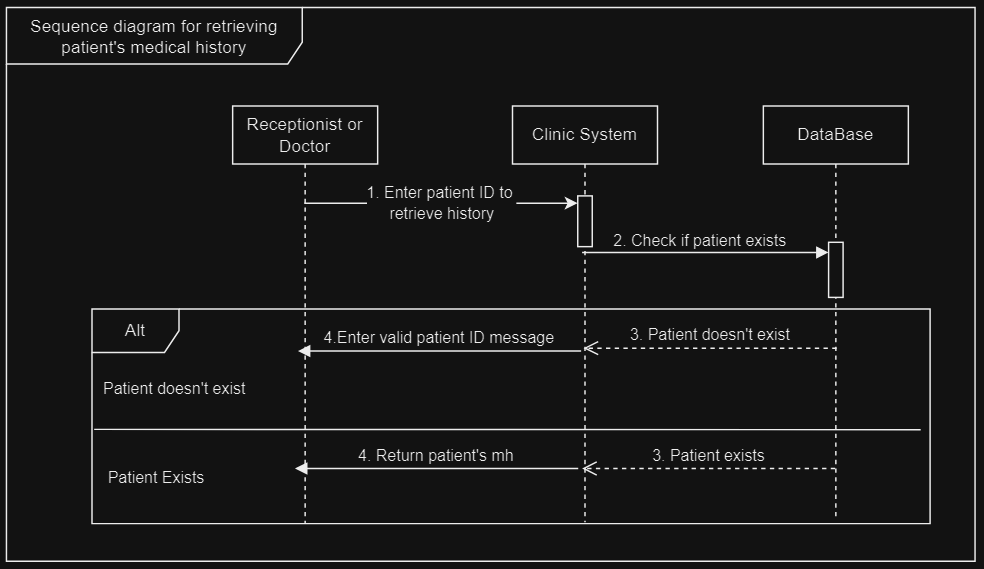 Sequence diagram for retrieving
patient's medical history
Receptionist or
Doctor
Clinic System
DataBase
1. Enter patient ID to
retrieve history
2. Check if patient exists
Alt
4.Enter valid patient ID message
3. Patient doesn't exist
Patient doesn't exist
4. Return patient's mh
3. Patient exists
Patient Exists